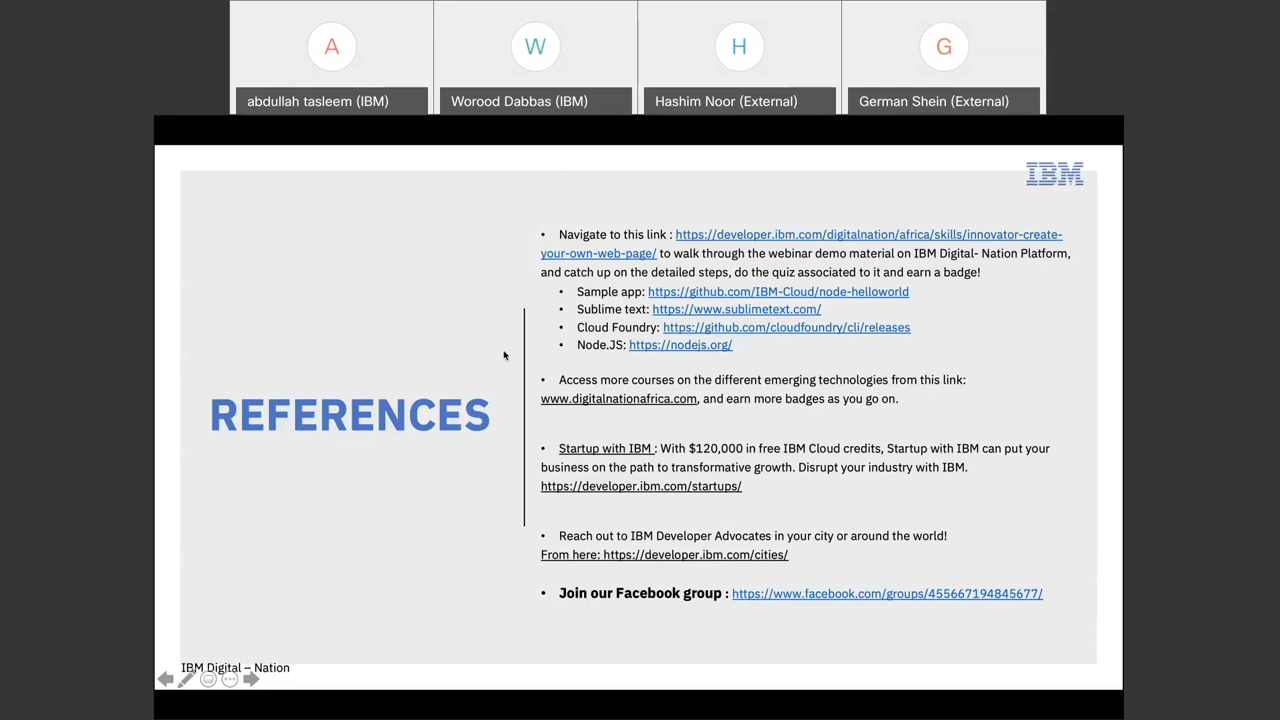 A
W
H
G
abdullah tasleem (IBM)
Worood Dabbas (IBM)
Hashim Noor (External)
German Shein (External)
IBM
REFERENCES
• Navigate to this link : https://developer.ibm.com/digitalnation/africa/skills/innovator-create-
your-own-web-page/ to walk through the webinar demo material on IBM Digital- Nation Platform,
and catch up on the detailed steps, do the quiz associated to it and earn a badge!
• Sample app: https://github.com/IBM-Cloud/node-helloworld
• Sublime text: https://www.sublimetext.com/
• Cloud Foundry: https://github.com/cloudfoundry/cli/releases
• Node.JS: https://nodejs.org/
• Access more courses on the different emerging technologies from this link:
www.digitalnationafrica.com, and earn more badges as you go on.
• Startup with IBM : With $120,000 in free IBM Cloud credits, Startup with IBM can put your
business on the path to transformative growth. Disrupt your industry with IBM.
https://developer.ibm.com/startups/
• Reach out to IBM Developer Advocates in your city or around the world!
From here: https://developer.ibm.com/cities/
• Join our Facebook group : https://www.facebook.com/groups/455667194845677/
IBM Digital – Nation